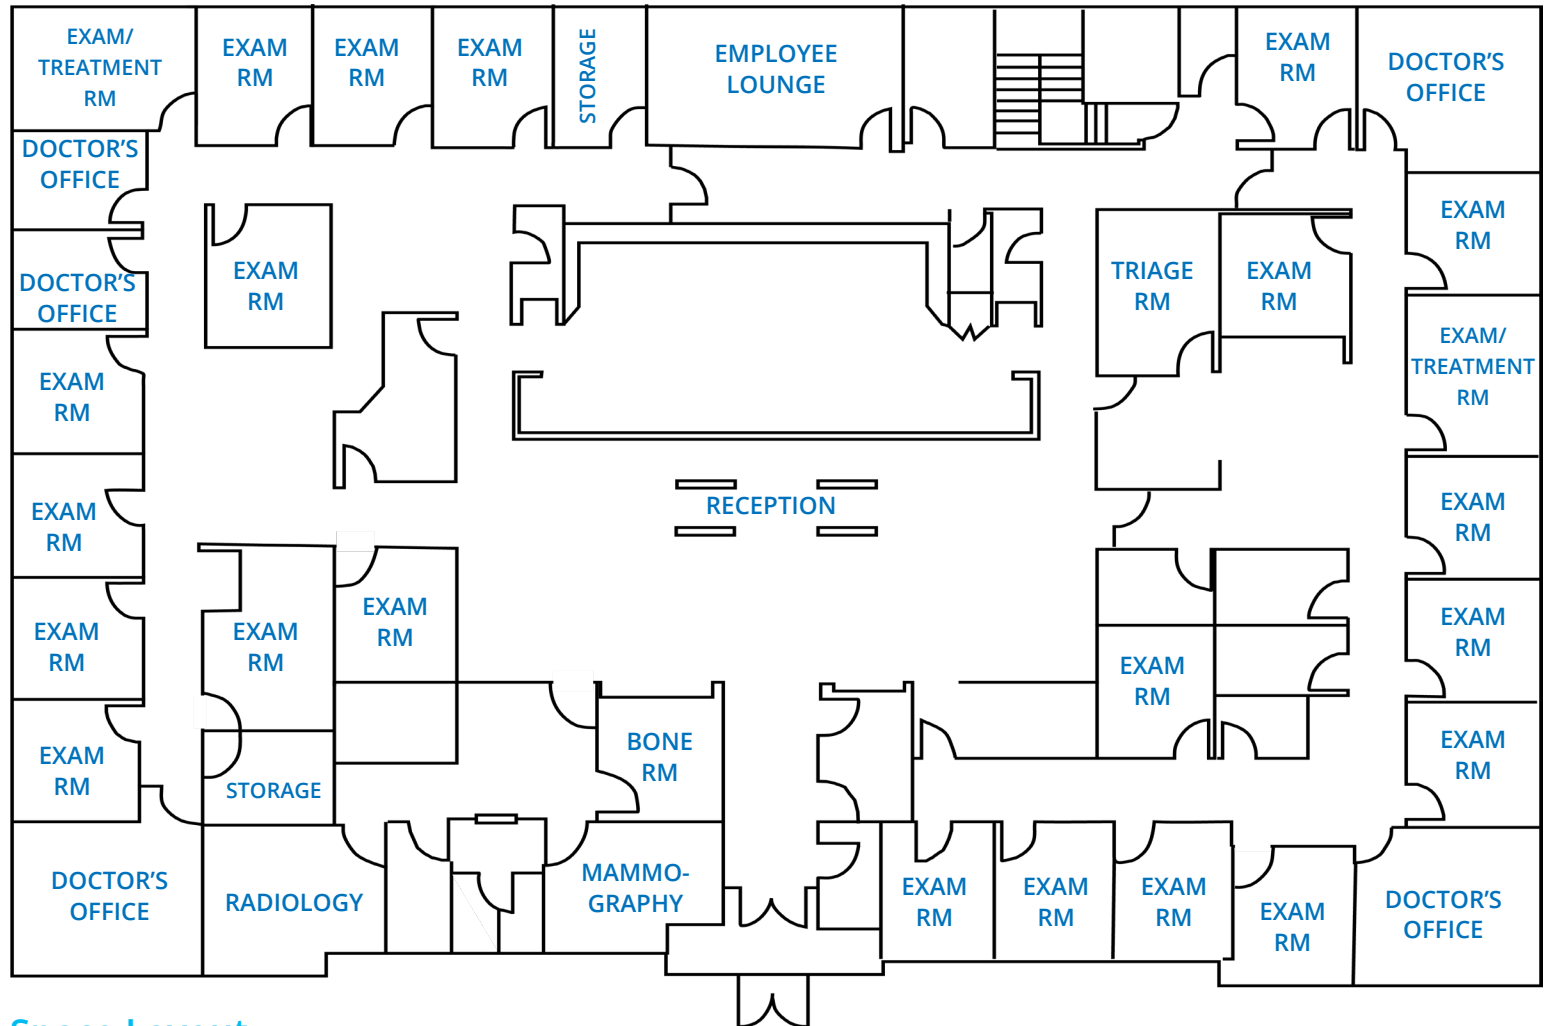 EXAM/
TREATMENT
RM
EXAM
RM
EXAM
RM
EXAM
RM
STORAGE
EMPLOYEE
LOUNGE
EXAM
RM
DOCTOR'S
OFFICE
DOCTOR'S
OFFICE
DOCTOR'S
OFFICE
EXAM
RM
TRIAGE
RM
EXAM
RM
EXAM
RM
EXAM/
TREATMENT
RM
EXAM
RM
EXAM
RM
RECEPTION
EXAM
RM
EXAM
RM
EXAM
RM
EXAM
RM
EXAM
RM
EXAM
RM
EXAM
RM
STORAGE
BONE
RM
EXAM
RM
EXAM
RM
DOCTOR'S
OFFICE
RADIOLOGY
MAMMO-
GRAPHY
EXAM
RM
EXAM
RM
EXAM
RM
EXAM
RM
DOCTOR'S
OFFICE